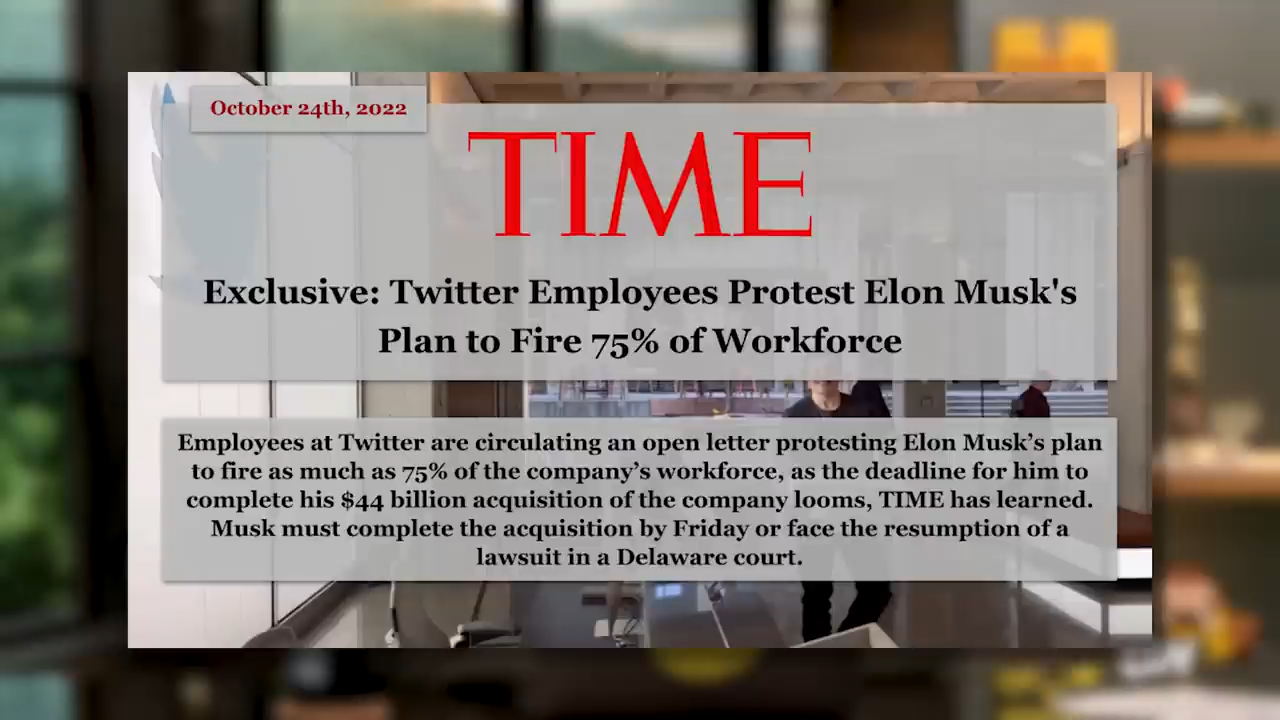 October 24th, 2022
TIME
Exclusive: Twitter Employees Protest Elon Musk's
Plan to Fire 75% of Workforce
Employees at Twitter are circulating an open letter protesting Elon Musk’s plan
to fire as much as 75% of the company’s workforce, as the deadline for him to
complete his $44 billion acquisition of the company looms, TIME has learned.
Musk must complete the acquisition by Friday or face the resumption of a
lawsuit in a Delaware court.